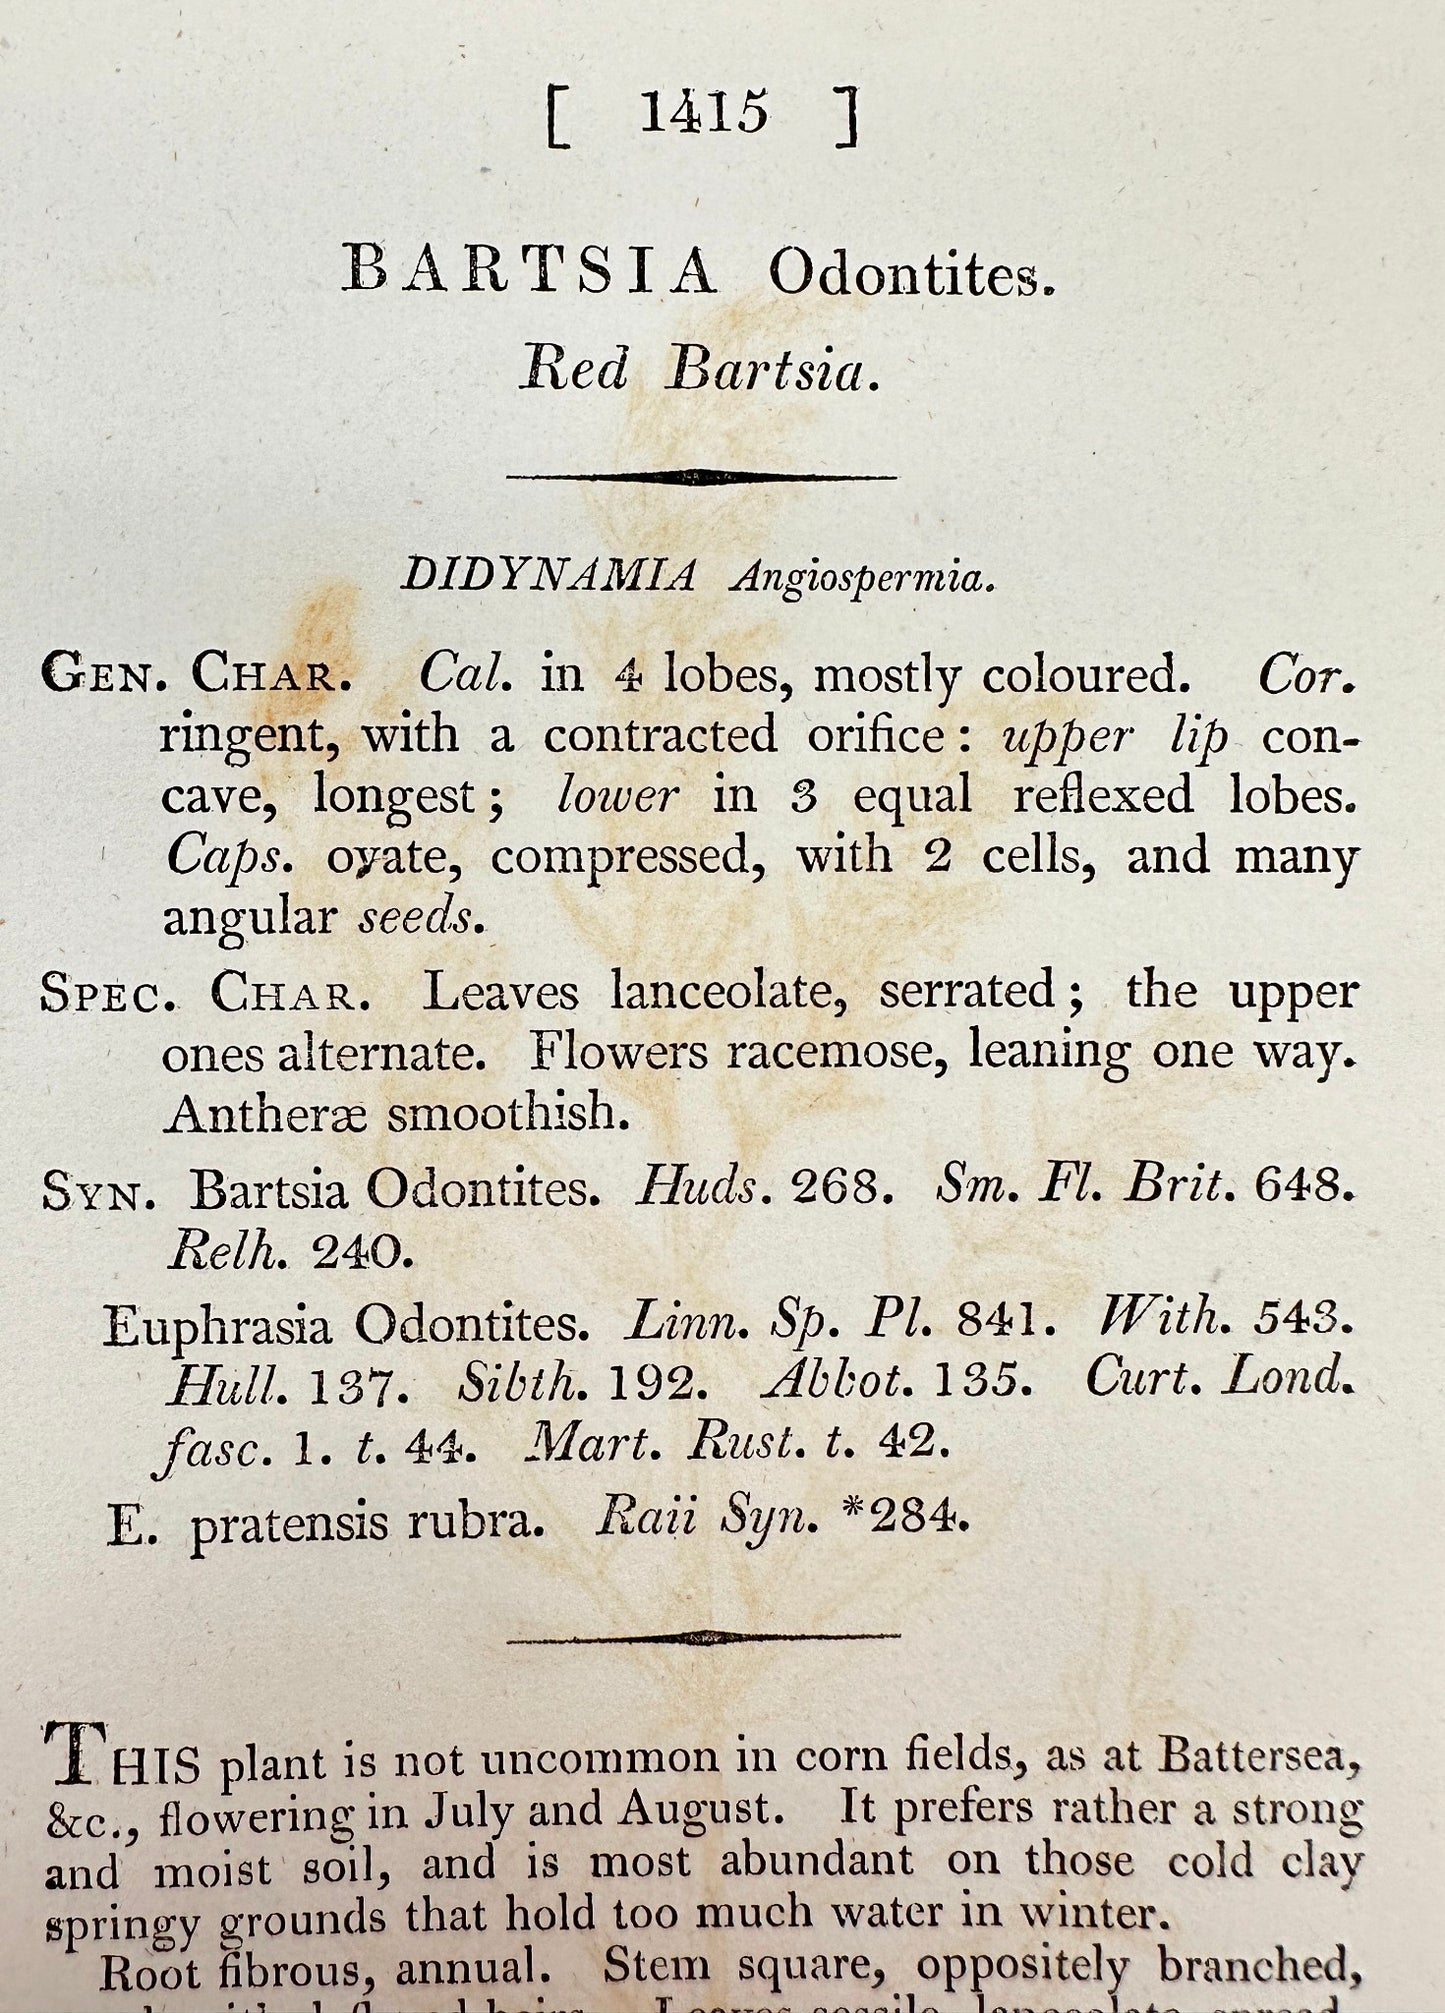 [ 1415 ]
BARTSIA Odontites.
Red Bartsia.
DIDYNAMIA Angiospermia.
GEN. CHAR. Cal. in 4 lobes, mostly coloured. Cor.
ringent, with a contracted orifice : upper lip con-
cave, longest ; lower in 3 equal reflexed lobes.
Caps. ovate, compressed, with 2 cells, and many
angular seeds.
SPEC. CHAR. Leaves lanceolate, serrated ; the upper
ones alternate. Flowers racemose, leaning one way.
Antheræ smoothish.
SYN. Bartsia Odontites. Huds. 268. Sm. Fl. Brit. 648.
Relh. 240.
Euphrasia Odontites. Linn. Sp. Pl. 841. With. 543.
Hull. 137. Sibth. 192. Abbot. 135. Curt. Lond.
fasc. 1. t. 44. Mart. Rust. t. 42.
E. pratensis rubra. Raii Syn. *284.
THIS plant is not uncommon in corn fields, as at Battersea,
&c., flowering in July and August. It prefers rather a strong
and moist soil, and is most abundant on those cold clay
springy grounds that hold too much water in winter.
Root fibrous, annual. Stem square, oppositely branched,
Leaves sessile, lanceolate